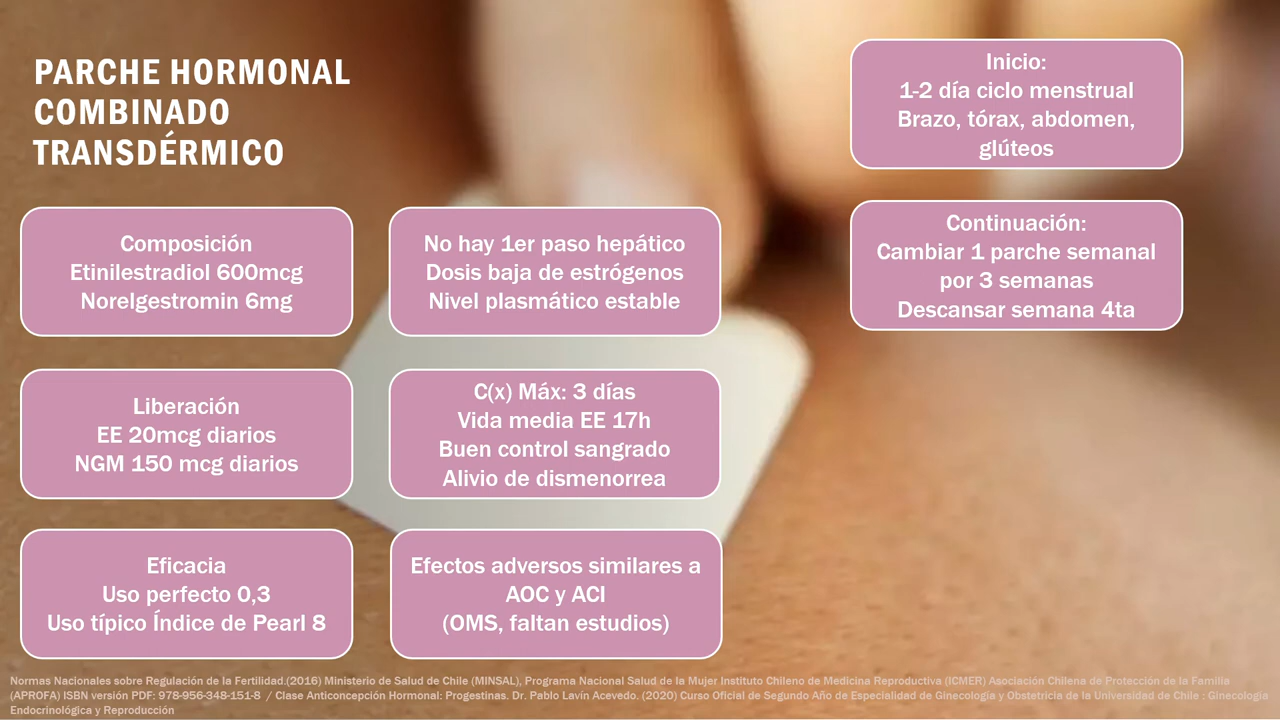 PARCHE HORMONAL
COMBINADO
TRANSDÉRMICO
Composición
Etinilestradiol 600mcg
Norelgestromin 6mg
Liberación
EE 20mcg diarios
NGM 150 mcg diarios
Eficacia
Uso perfecto 0,3
Uso típico Índice de Pearl 8
No hay 1er paso hepático
Dosis baja de estrógenos
Nivel plasmático estable
C(x) Máx: 3 días
Vida media EE 17h
Buen control sangrado
Alivio de dismenorrea
Efectos adversos similares a
AOC y ACI
(OMS, faltan estudios)
Inicio:
1-2 día ciclo menstrual
Brazo, tórax, abdomen,
glúteos
Continuación:
Cambiar 1 parche semanal
por 3 semanas
Descansar semana 4ta
Normas Nacionales sobre Regulación de la Fertilidad.(2016) Ministerio de Salud de Chile (MINSAL), Programa Nacional Salud de la Mujer Instituto Chileno de Medicina Reproductiva (ICMER) Asociación Chilena de Protección de la Familia
(APROFA) ISBN versión PDF: 978-956-348-151-8 / Clase Anticoncepción Hormonal: Progestinas. Dr. Pablo Lavín Acevedo. (2020) Curso Oficial de Segundo Año de Especialidad de Ginecología y Obstetricia de la Universidad de Chile : Ginecología
Endocrinológica y Reproducción